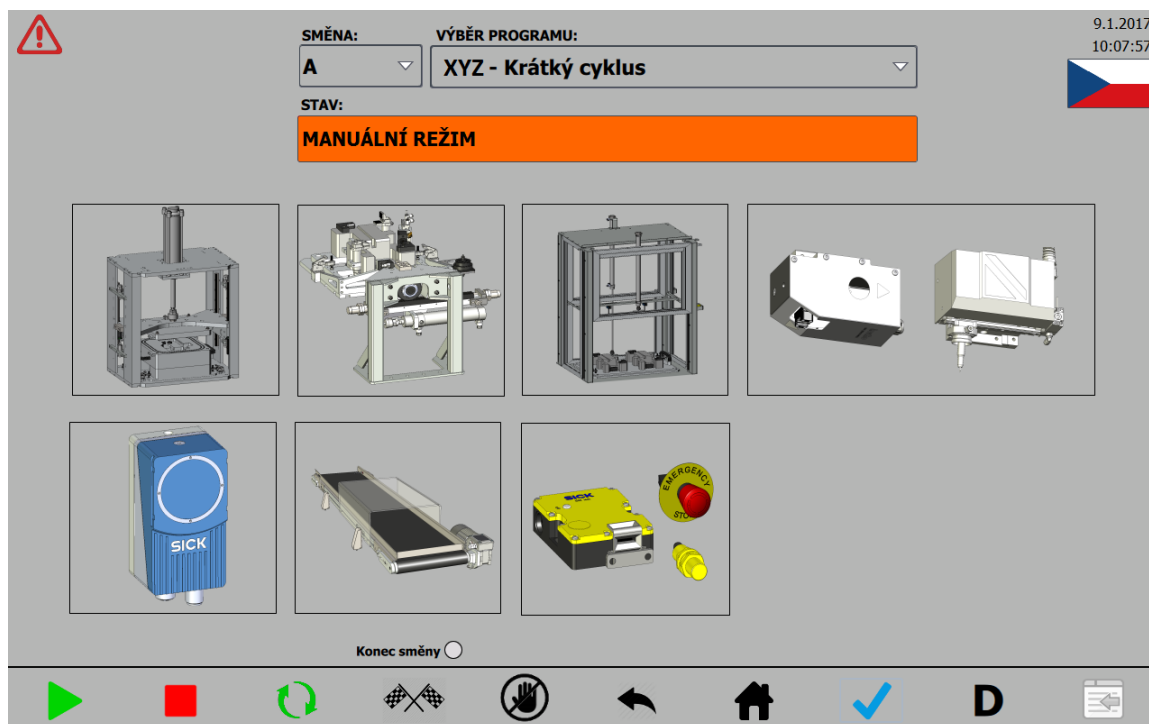 SMĚNA:
VÝBĚR PROGRAMU:
9.1.2017
10:07:57
A
XYZ - Krátký cyklus
STAV:
MANUÁLNÍ REŽIM
SICK
SICK
EMERGENCY
STOP
Konec směny
D